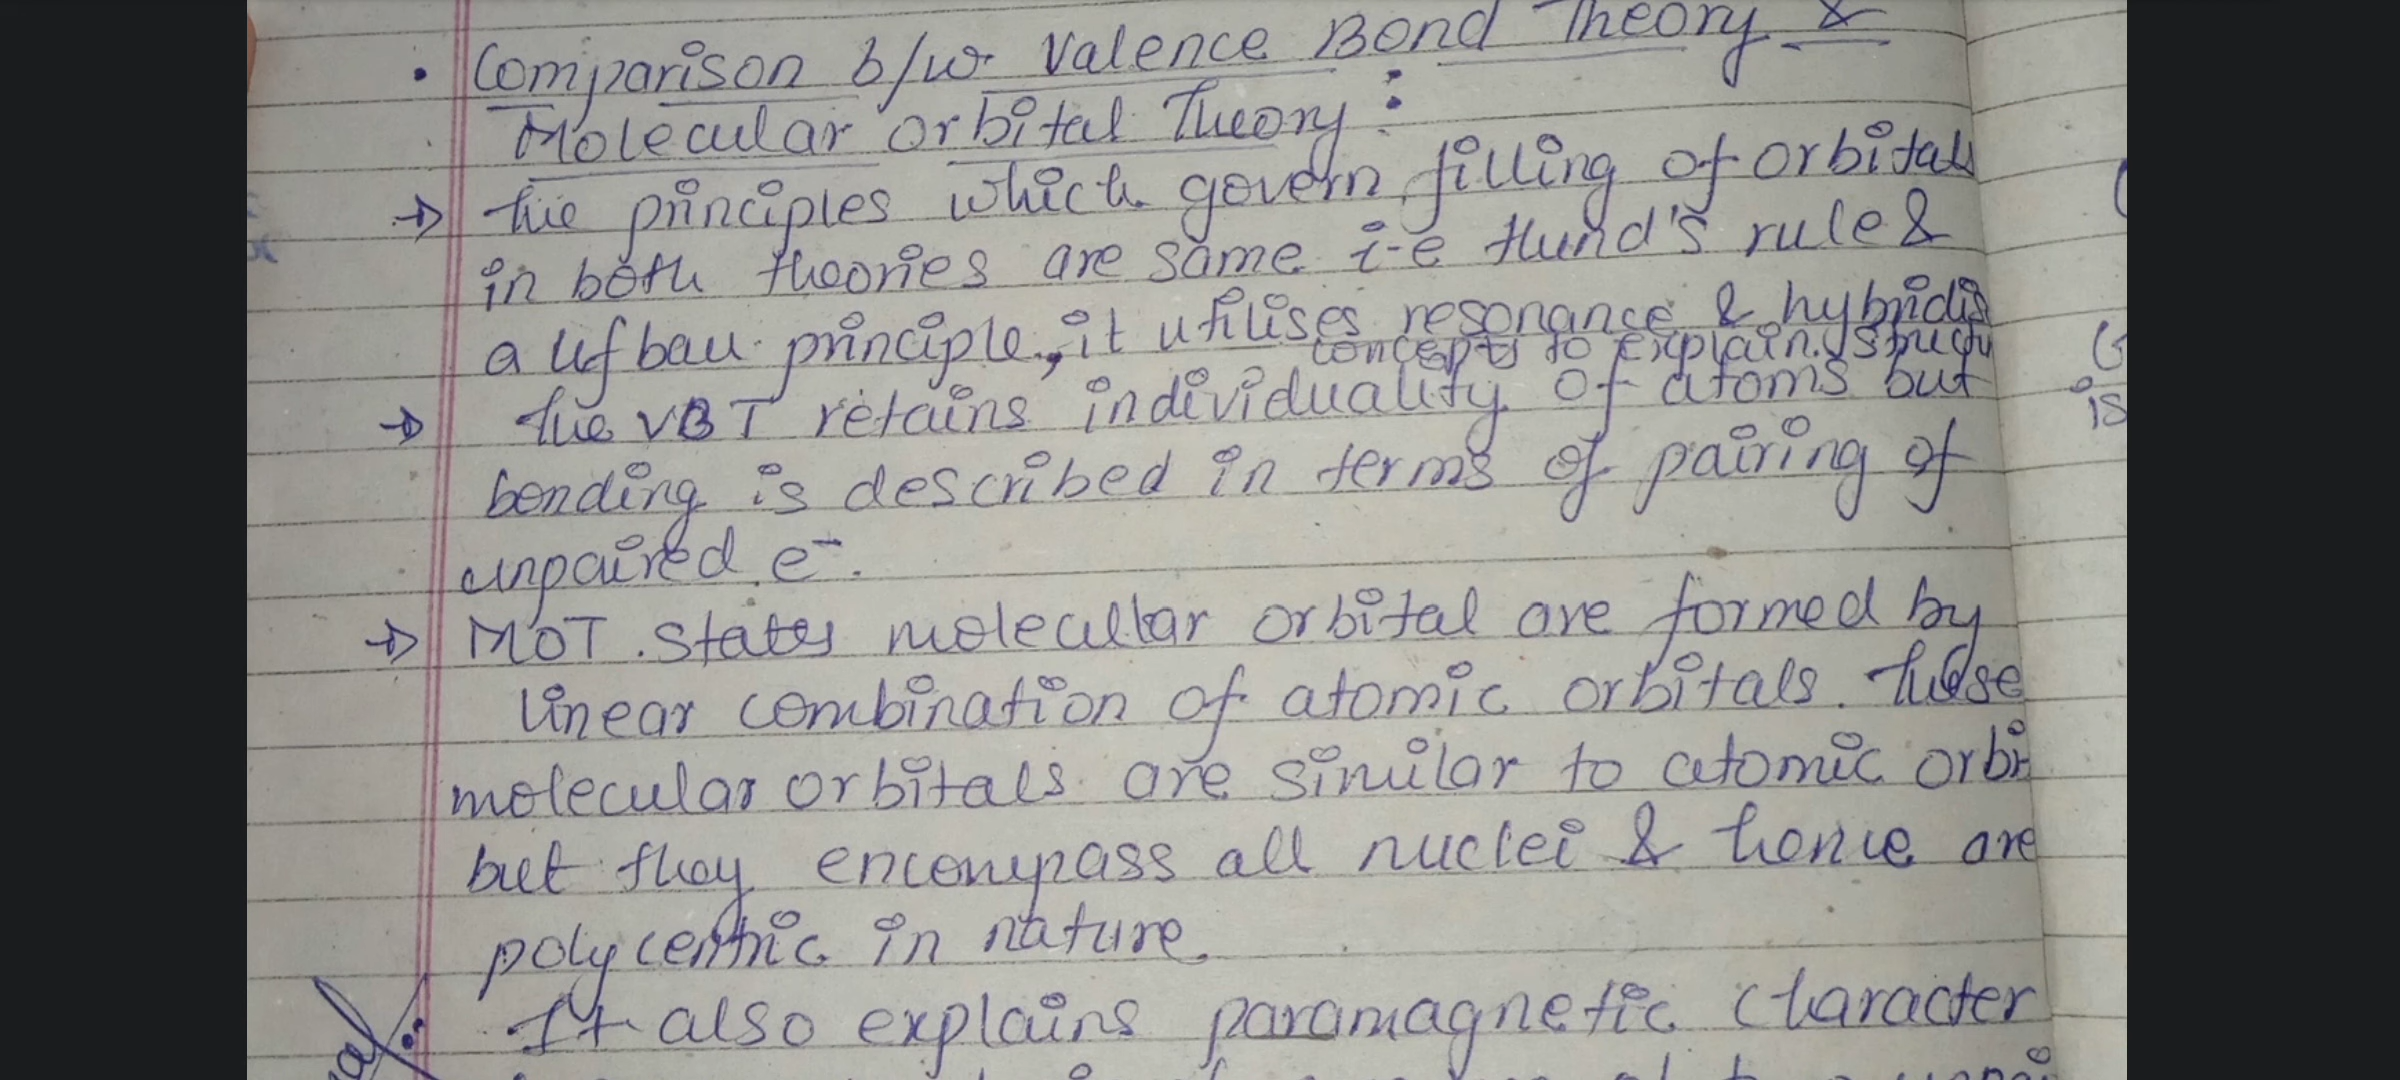 • Comparison b/w Valence Bond Theory &
Molecular orbital Theory :
→ the principles which govern filling of orbitals
in both theories are same i-e Hund's rule &
aufbau principle, it utilises resonance & hybridis
concepts to explain struct
→ the VBT retains individuality of atoms but
bonding is described in terms of pairing of
unpaired e-.
→ MOT states molecular orbital are formed by
linear combination of atomic orbitals. These
molecular orbitals are similar to atomic orbi
but they encompass all nuclei & hence are
polycentric in nature.
It also explains paramagnetic character
is